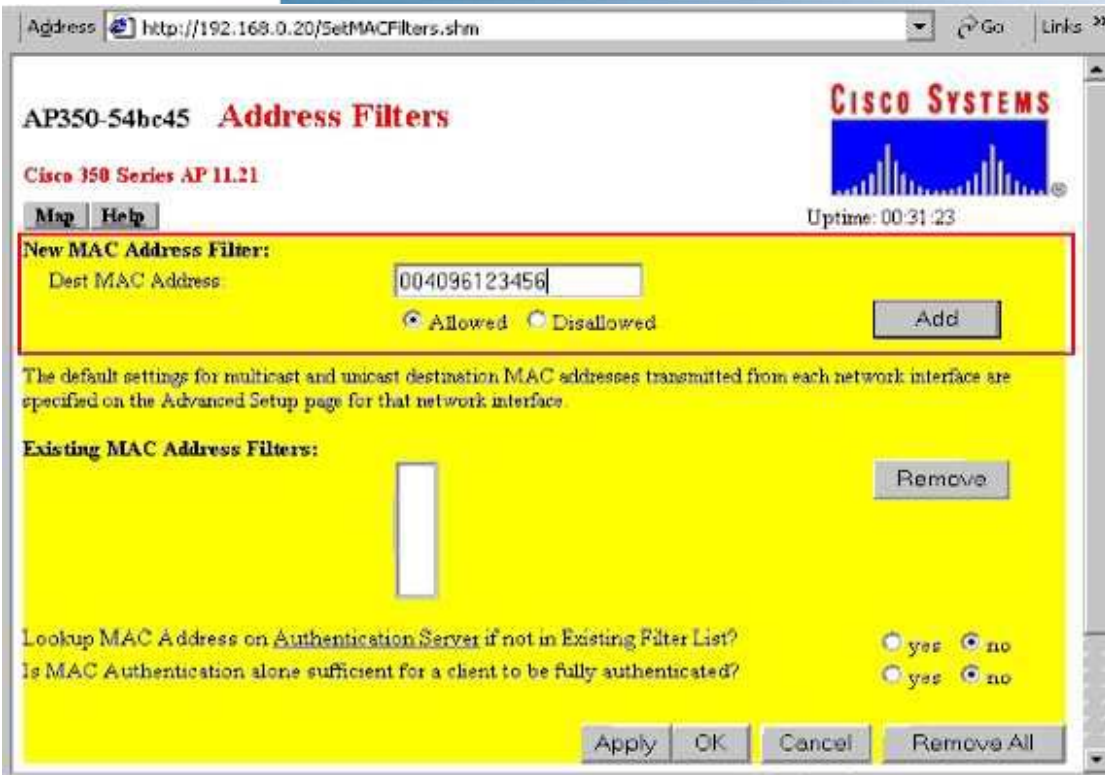 Address http://192.168.0.20/SetMACFilters.shm Go Links »
AP350-54bc45 Address Filters
CISCO SYSTEMS
Cisco 350 Series AP 11.21
Map Help
Uptime: 00:31:23
New MAC Address Filter:
Dest MAC Address:
004096123456
Allowed Disallowed
Add
The default settings for multicast and unicast destination MAC addresses transmitted from each network interface are
specified on the Advanced Setup page for that network interface.
Existing MAC Address Filters:
Remove
Lookup MAC Address on Authentication Server if not in Existing Filter List? yes no
Is MAC Authentication alone sufficient for a client to be fully authenticated? yes no
Apply OK Cancel Remove All